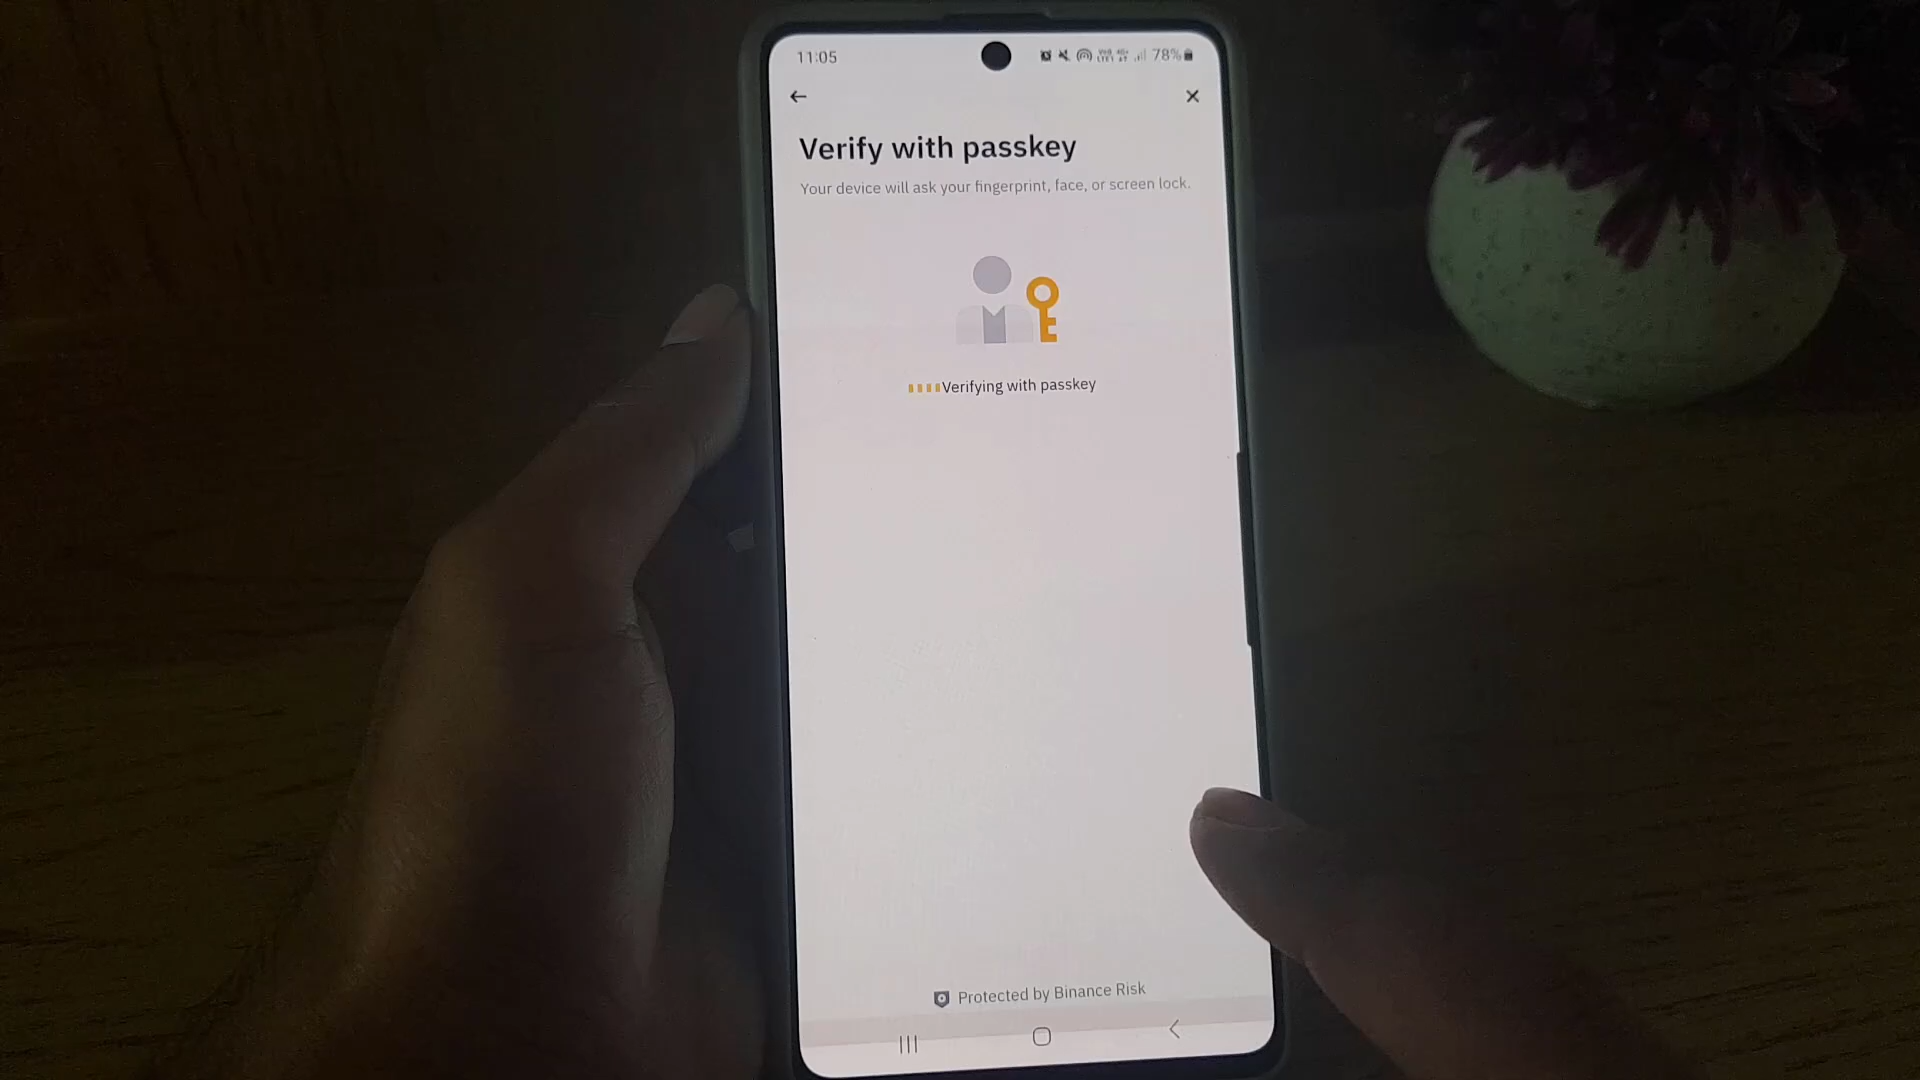 11:05
78%
Verify with passkey
Your device will ask your fingerprint, face, or screen lock.
Verifying with passkey
Protected by Binance Risk